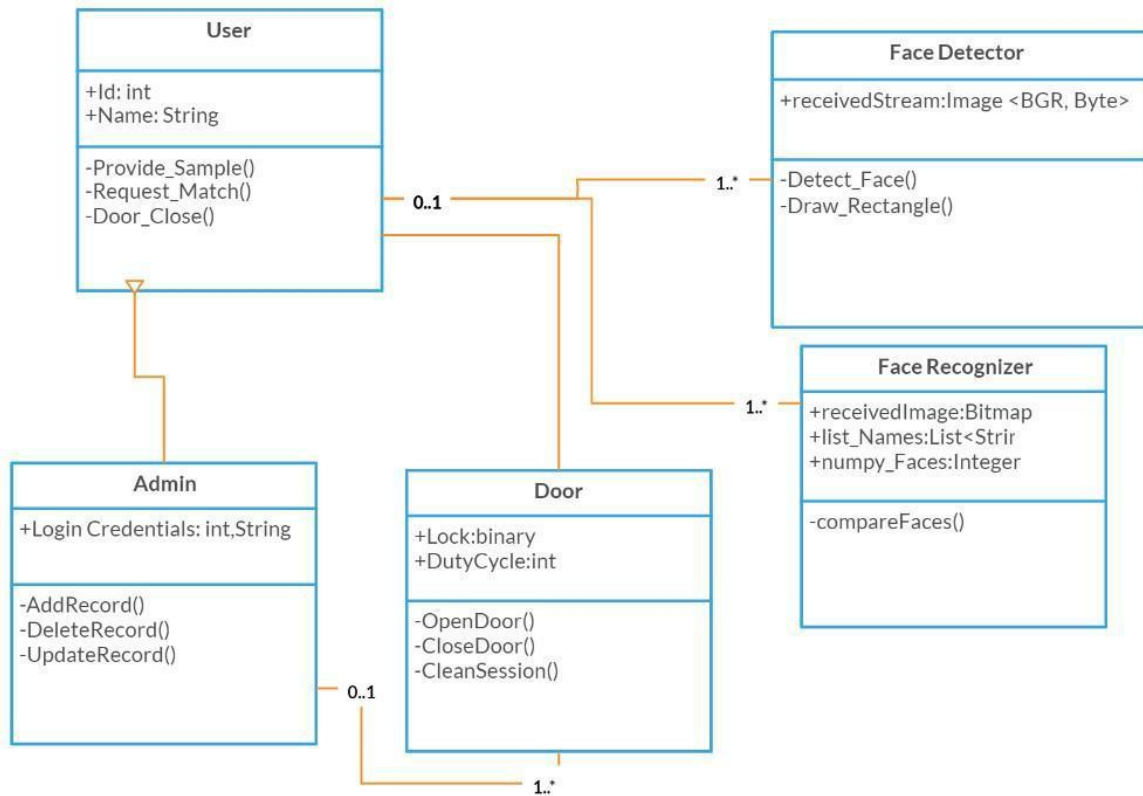 User
+Id: int
+Name: String
-Provide_Sample()
-Request_Match()
-Door_Close()
0..1
Face Detector
+receivedStream:Image <BGR, Byte>
1..*
-Detect_Face()
-Draw_Rectangle()
Face Recognizer
1..*
+receivedImage:Bitmap
+list_Names:List<Strin
+numpy_Faces:Integer
-compareFaces()
Admin
+Login Credentials: int,String
-AddRecord()
-DeleteRecord()
-UpdateRecord()
0..1
Door
+Lock:binary
+DutyCycle:int
-OpenDoor()
-CloseDoor()
-CleanSession()
1..*